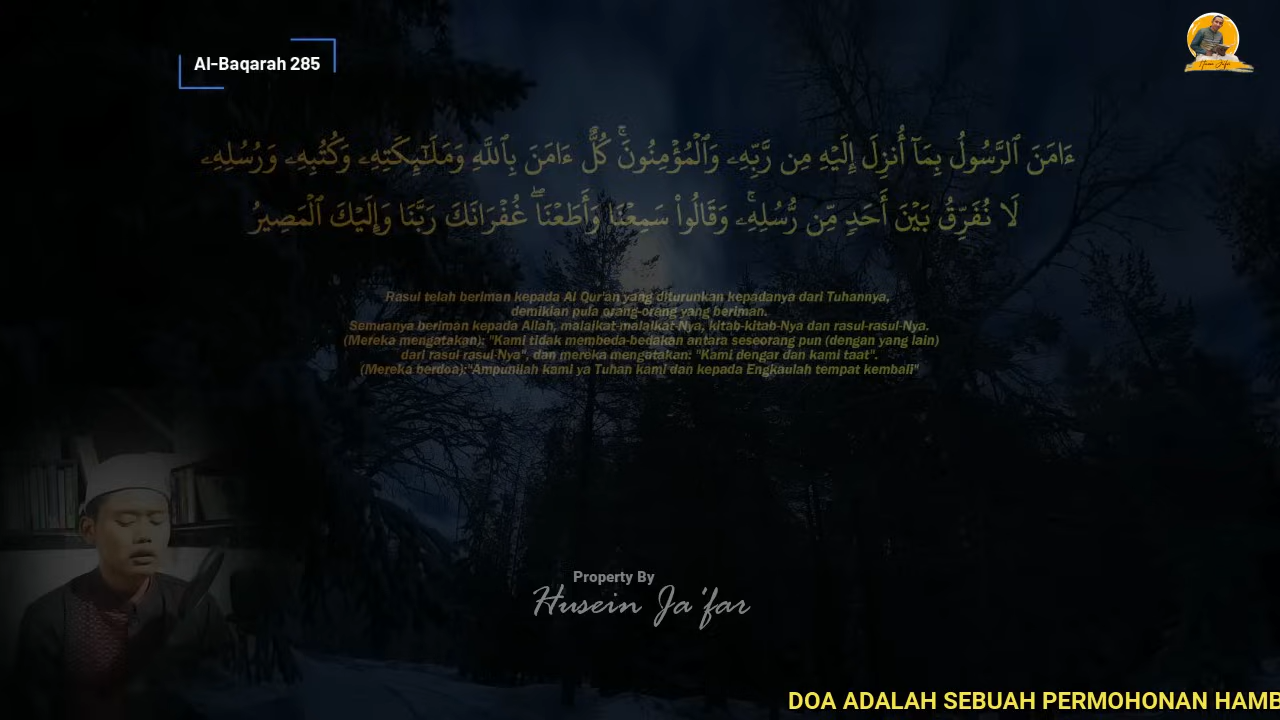 Al-Baqarah 285
ءَامَنَ ٱلرَّسُولُ بِمَآ أُنزِلَ إِلَيْهِ مِن رَّبِّهِۦ وَٱلْمُؤْمِنُونَ ۚ كُلٌّ ءَامَنَ بِٱللَّهِ وَمَلَـٰٓئِكَتِهِۦ وَكُتُبِهِۦ وَرُسُلِهِۦ
لَا نُفَرِّقُ بَيْنَ أَحَدٍ مِّن رُّسُلِهِۦ ۚ وَقَالُوا۟ سَمِعْنَا وَأَطَعْنَا ۖ غُفْرَانَكَ رَبَّنَا وَإِلَيْكَ ٱلْمَصِيرُ
Rasul telah beriman kepada Al Qur'an yang diturunkan kepadanya dari Tuhannya,
demikian pula orang-orang yang beriman.
Semuanya beriman kepada Allah, malaikat-malaikat-Nya, kitab-kitab-Nya dan rasul-rasul-Nya.
(Mereka mengatakan): "Kami tidak membeda-bedakan antara seseorang pun (dengan yang lain)
dari rasul rasul-Nya", dan mereka mengatakan: "Kami dengar dan kami taat".
(Mereka berdoa):"Ampunilah kami ya Tuhan kami dan kepada Engkaulah tempat kembali"
Property By
Husein Ja'far
DOA ADALAH SEBUAH PERMOHONAN HAMB